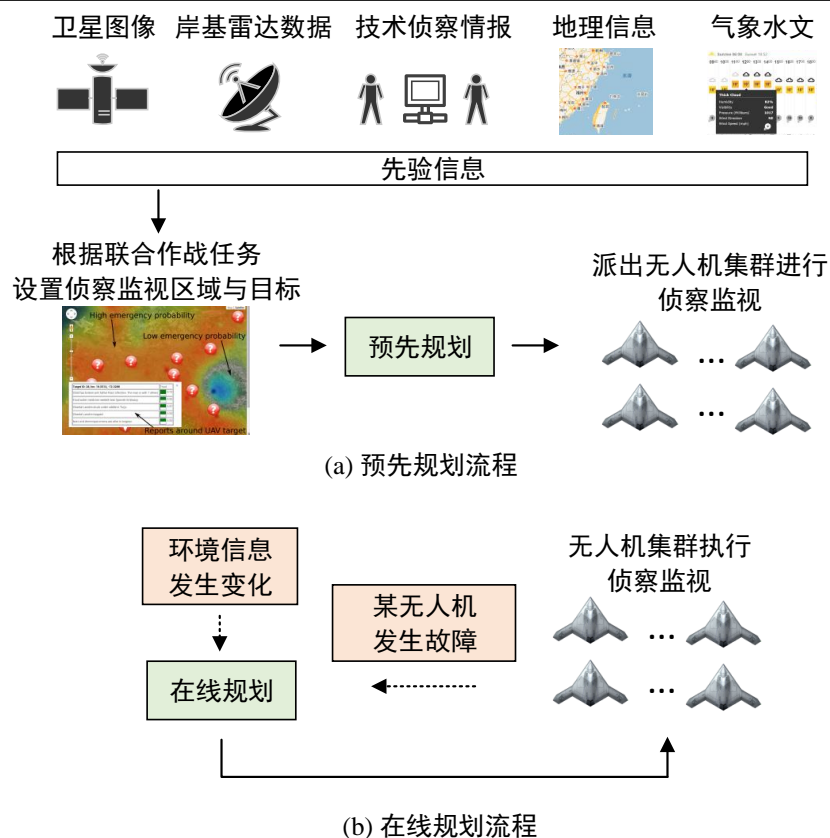 卫星图像 岸基雷达数据 技术侦察情报 地理信息 气象水文
先验信息
根据联合作战任务
设置侦察监视区域与目标
High emergency probability
Low emergency probability
Reports around UAV target
预先规划
派出无人机集群进行
侦察监视
...
...
(a) 预先规划流程
环境信息
发生变化
某无人机
发生故障
无人机集群执行
侦察监视
...
...
在线规划
(b) 在线规划流程